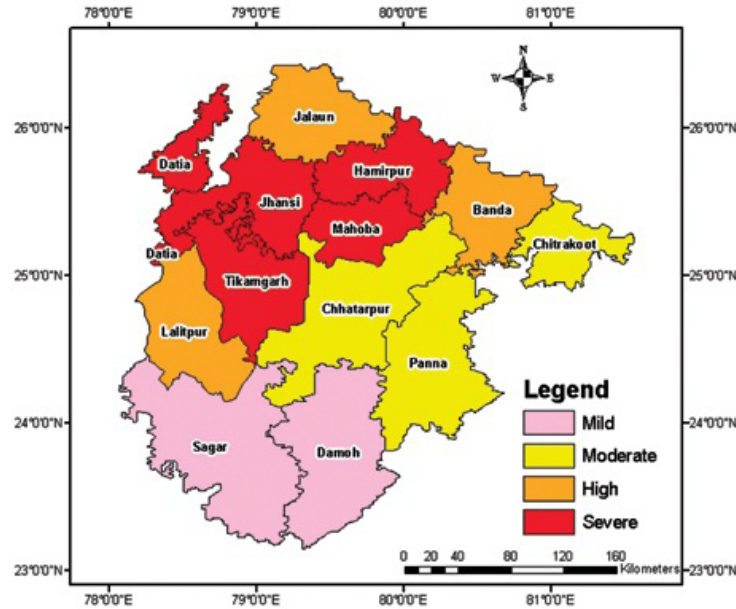 78°0'0"E 79°0'0"E 80°0'0"E 81°0'0"E
N
W E
S
26°0'0"N 26°0'0"N
Jalaun
Datia
Hamirpur
Jhansi
Banda
Mahoba
Chitrakoot
Datia
25°0'0"N 25°0'0"N
Tikamgarh
Chhatarpur
Lalitpur
Panna
Legend
24°0'0"N 24°0'0"N
Mild
Sagar
Damoh
Moderate
High
Severe
0 20 40 80 120 160
Kilometers
23°0'0"N 23°0'0"N
78°0'0"E 79°0'0"E 80°0'0"E 81°0'0"E